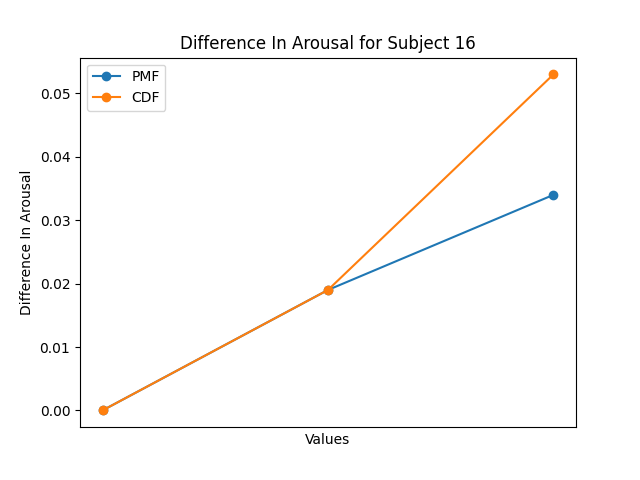 Difference In Arousal for Subject 16
PMF
CDF
0.05
0.04
0.03
0.02
0.01
0.00
Difference In Arousal
Values